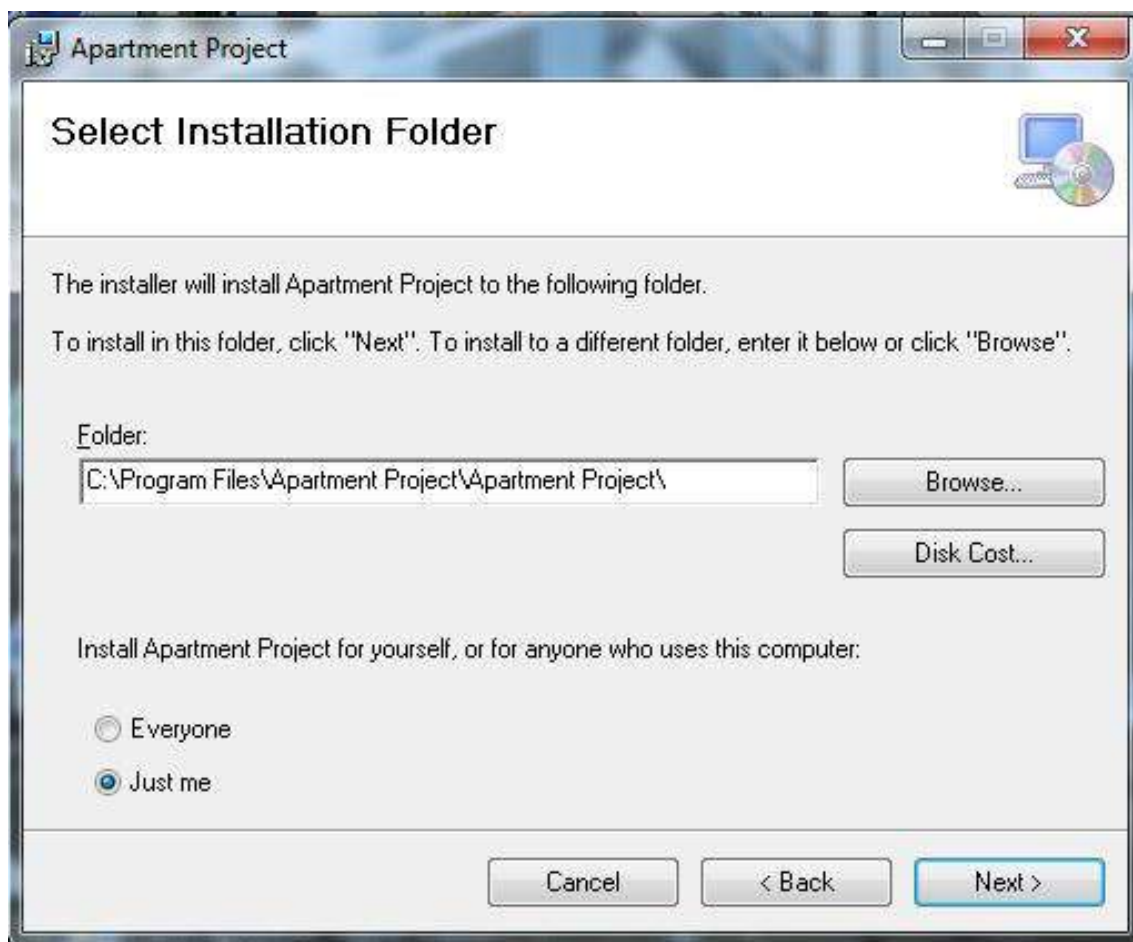 Apartment Project
Select Installation Folder
The installer will install Apartment Project to the following folder.
To install in this folder, click "Next". To install to a different folder, enter it below or click "Browse".
Folder:
C:\Program Files\Apartment Project\Apartment Project\
Browse...
Disk Cost...
Install Apartment Project for yourself, or for anyone who uses this computer:
Everyone
Just me
Cancel
< Back
Next >